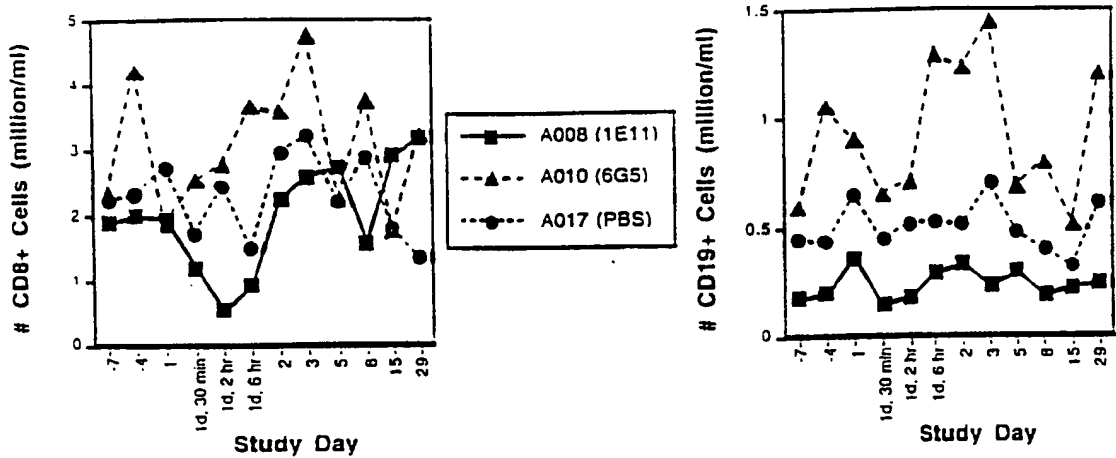 # CD8+ Cells (million/ml)
5
4
3
2
1
0
-7
-4
1
1d, 30 min
1d, 2 hr
1d, 6 hr
2
3
5
8
15
29
Study Day
A008 (1E11)
A010 (6G5)
A017 (PBS)
# CD19+ Cells (million/ml)
1.5
1
0.5
0
-7
-4
1
1d, 30 min
1d, 2 hr
1d, 6 hr
2
3
5
8
15
29
Study Day